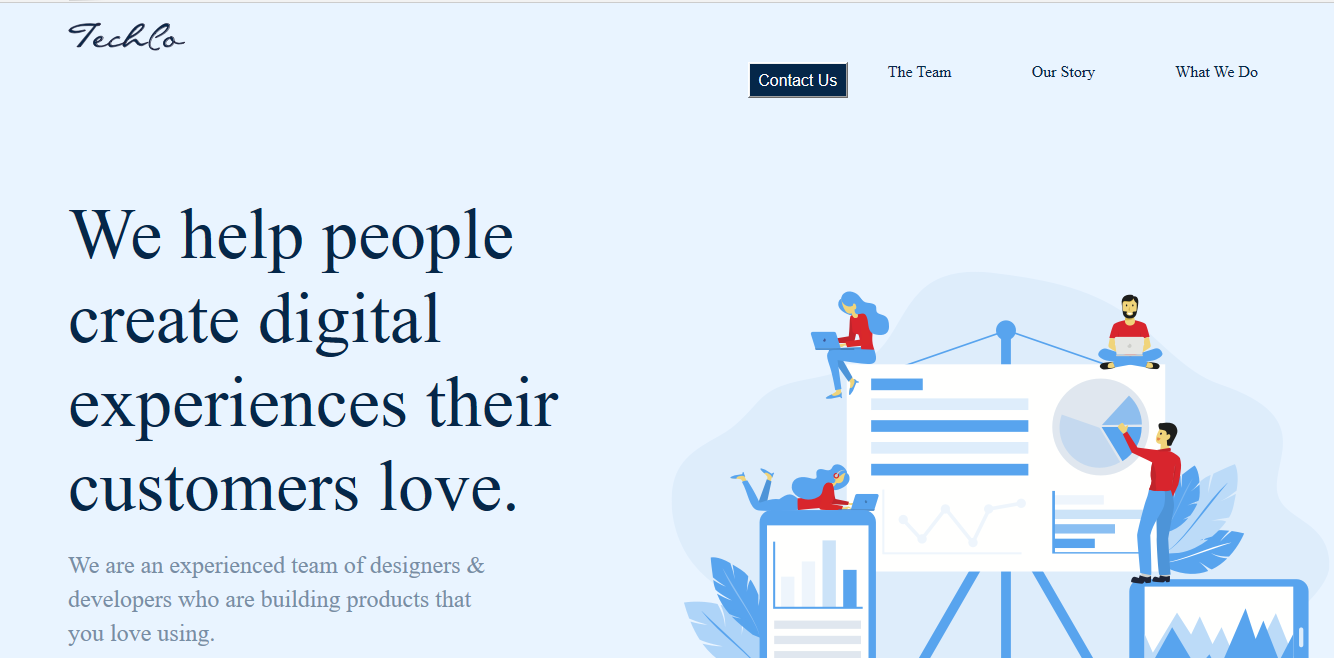 TechCo
Contact Us
The Team
Our Story
What We Do
We help people
create digital
experiences their
customers love.
We are an experienced team of designers &
developers who are building products that
you love using.